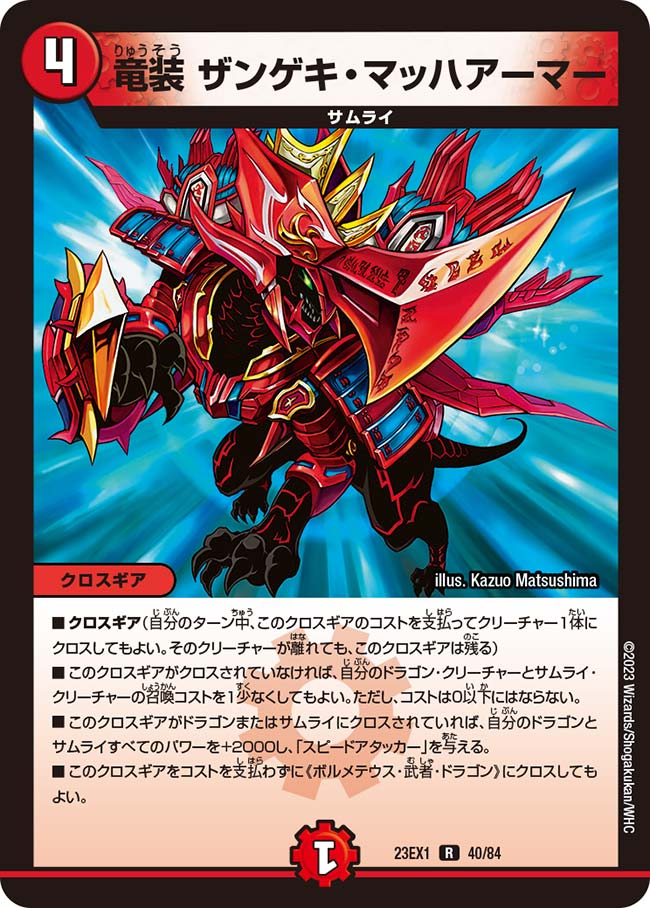 4
りゅうそう
竜装 ザンゲキ・マッハアーマー
サムライ
クロスギア
illus. Kazuo Matsushima
■クロスギア(自分のターン中、このクロスギアのコストを支払ってクリーチャー1体に
クロスしてもよい。そのクリーチャーが離れても、このクロスギアは残る)
■このクロスギアがクロスされていなければ、自分のドラゴン・クリーチャーとサムライ・
クリーチャーの召喚コストを1少なくしてもよい。ただし、コストは0以下にはならない。
■このクロスギアがドラゴンまたはサムライにクロスされていれば、自分のドラゴンと
サムライすべてのパワーを+2000し、「スピードアタッカー」を与える。
■このクロスギアをコストを支払わずに《ボルメテウス・武者・ドラゴン》にクロスしても
よい。
©2023 Wizards/Shogakukan/WHC
1
23EX1 R 40/84